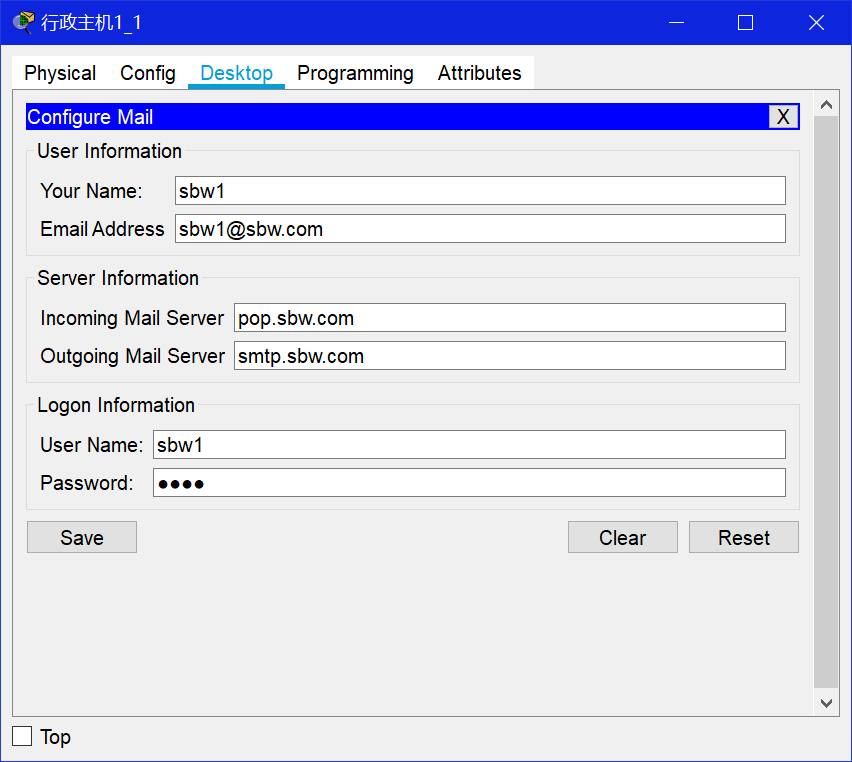 行政主机1_1
Physical Config Desktop Programming Attributes
Configure Mail X
User Information
Your Name: sbw1
Email Address sbw1@sbw.com
Server Information
Incoming Mail Server pop.sbw.com
Outgoing Mail Server smtp.sbw.com
Logon Information
User Name: sbw1
Password: ●●●●
Save Clear Reset
Top